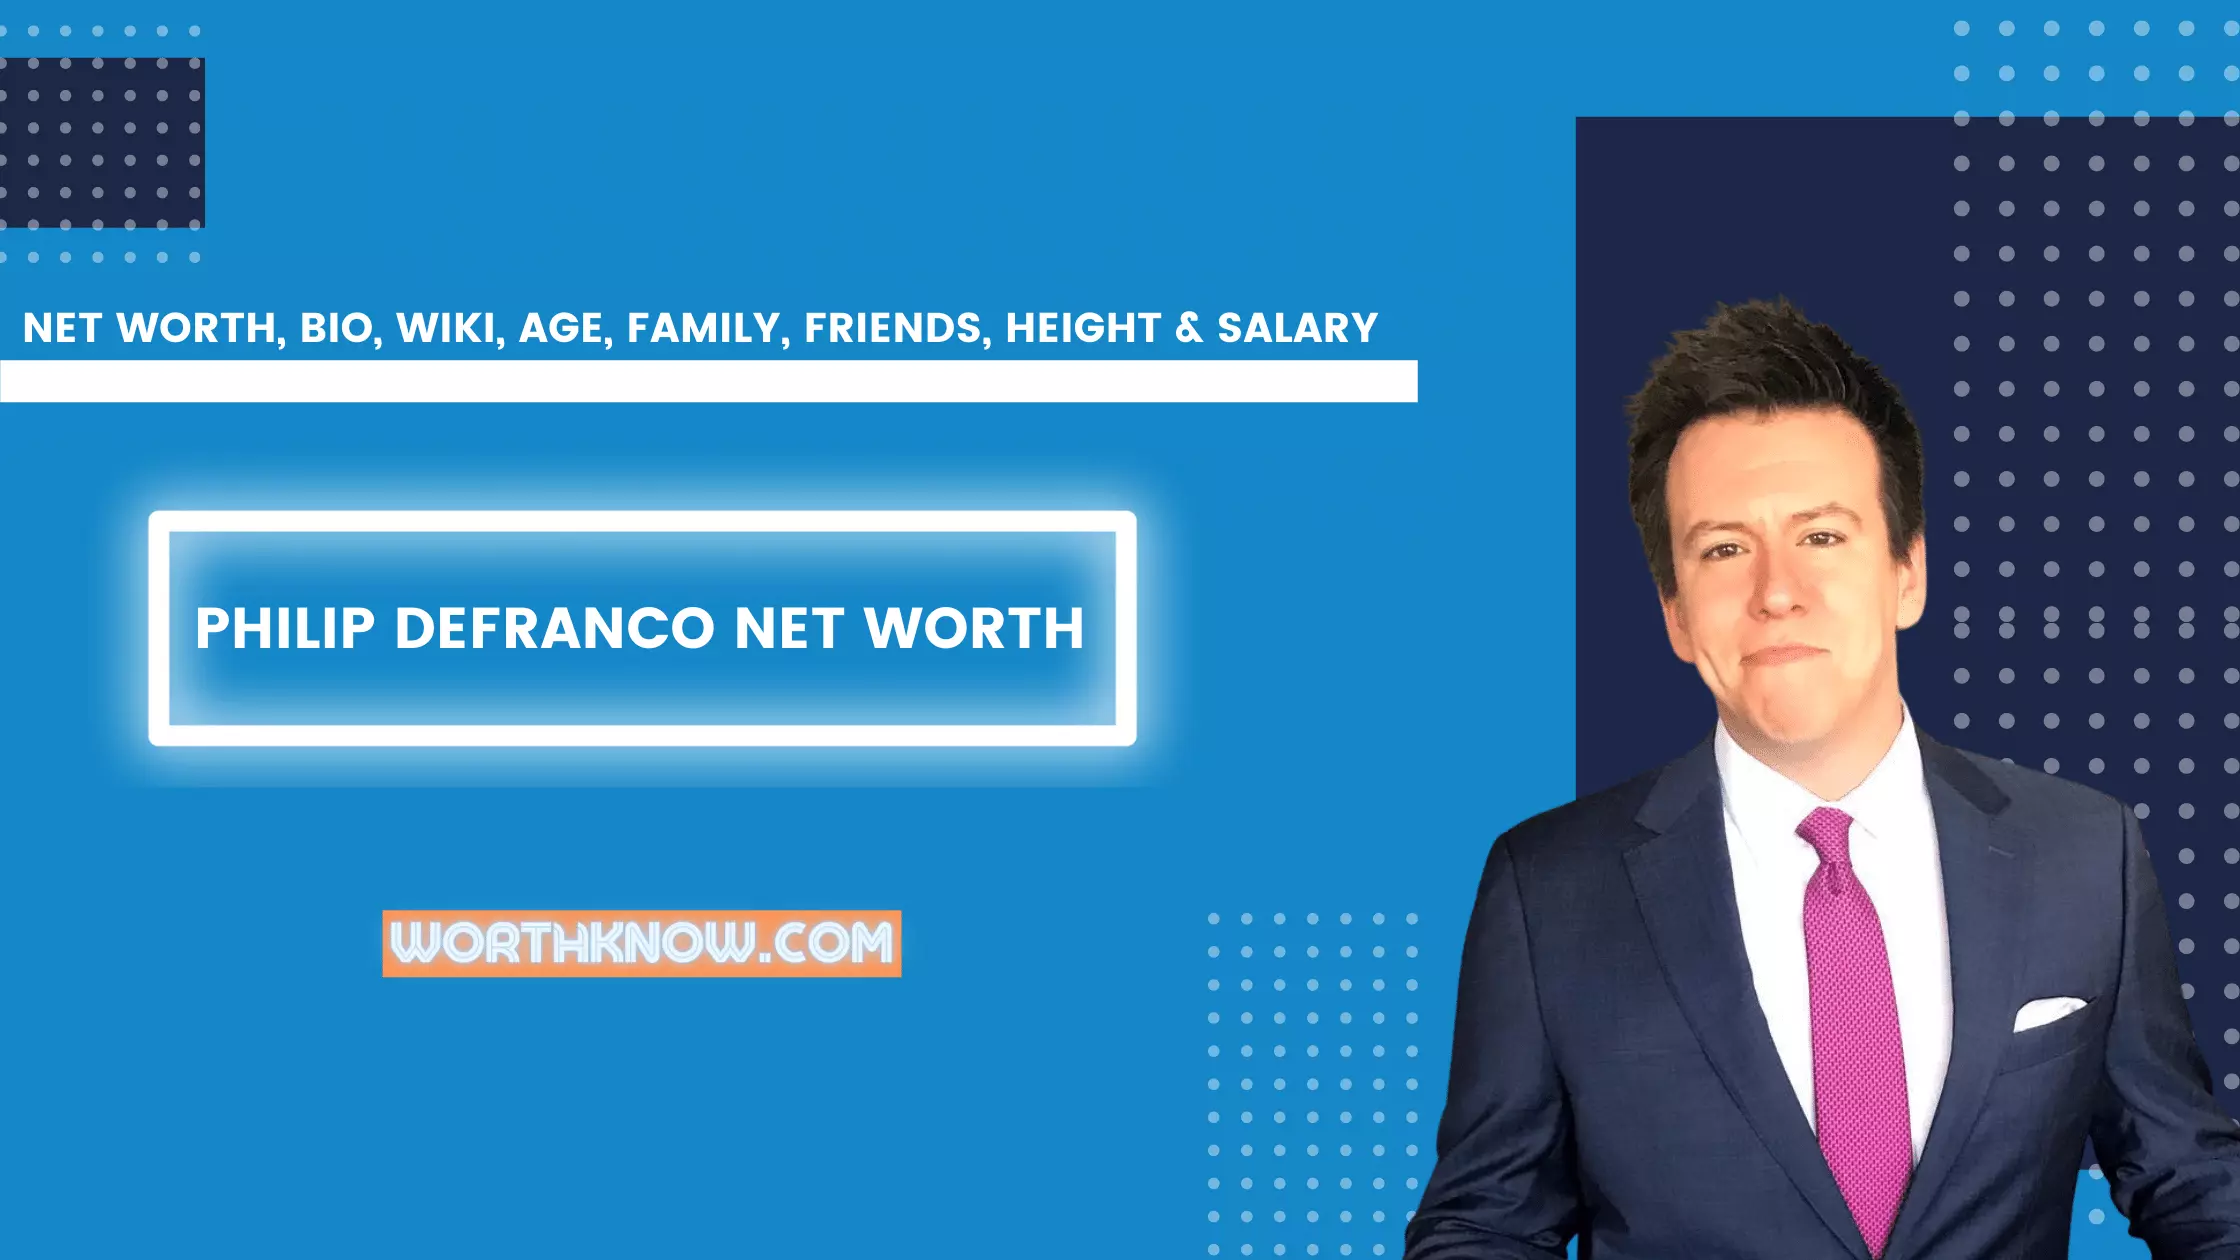 NET WORTH, BIO, WIKI, AGE, FAMILY, FRIENDS, HEIGHT & SALARY
PHILIP DEFRANCO NET WORTH
WORTHKNOW.COM